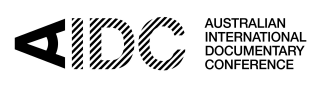 AIDC
AUSTRALIAN
INTERNATIONAL
DOCUMENTARY
CONFERENCE